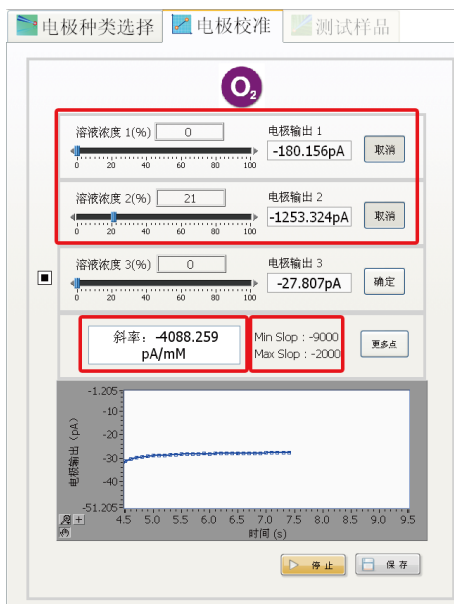 电极种类选择 电极校准 测试样品
O2
溶液浓度 1(%) 0 电极输出 1
-180.156pA 取消
0 20 40 60 80 100
溶液浓度 2(%) 21 电极输出 2
-1253.324pA 取消
0 20 40 60 80 100
溶液浓度 3(%) 0 电极输出 3
-27.807pA 确定
0 20 40 60 80 100
斜率：-4088.259
pA/mM
Min Slop：-9000
Max Slop：-2000
更多点
-1.205
-10
-20
-30
-40
-51.205
电极输出（pA）
4.5 5.0 5.5 6.0 6.5 7.0 7.5 8.0 8.5 9.0 9.5
时间(s)
停止 保存